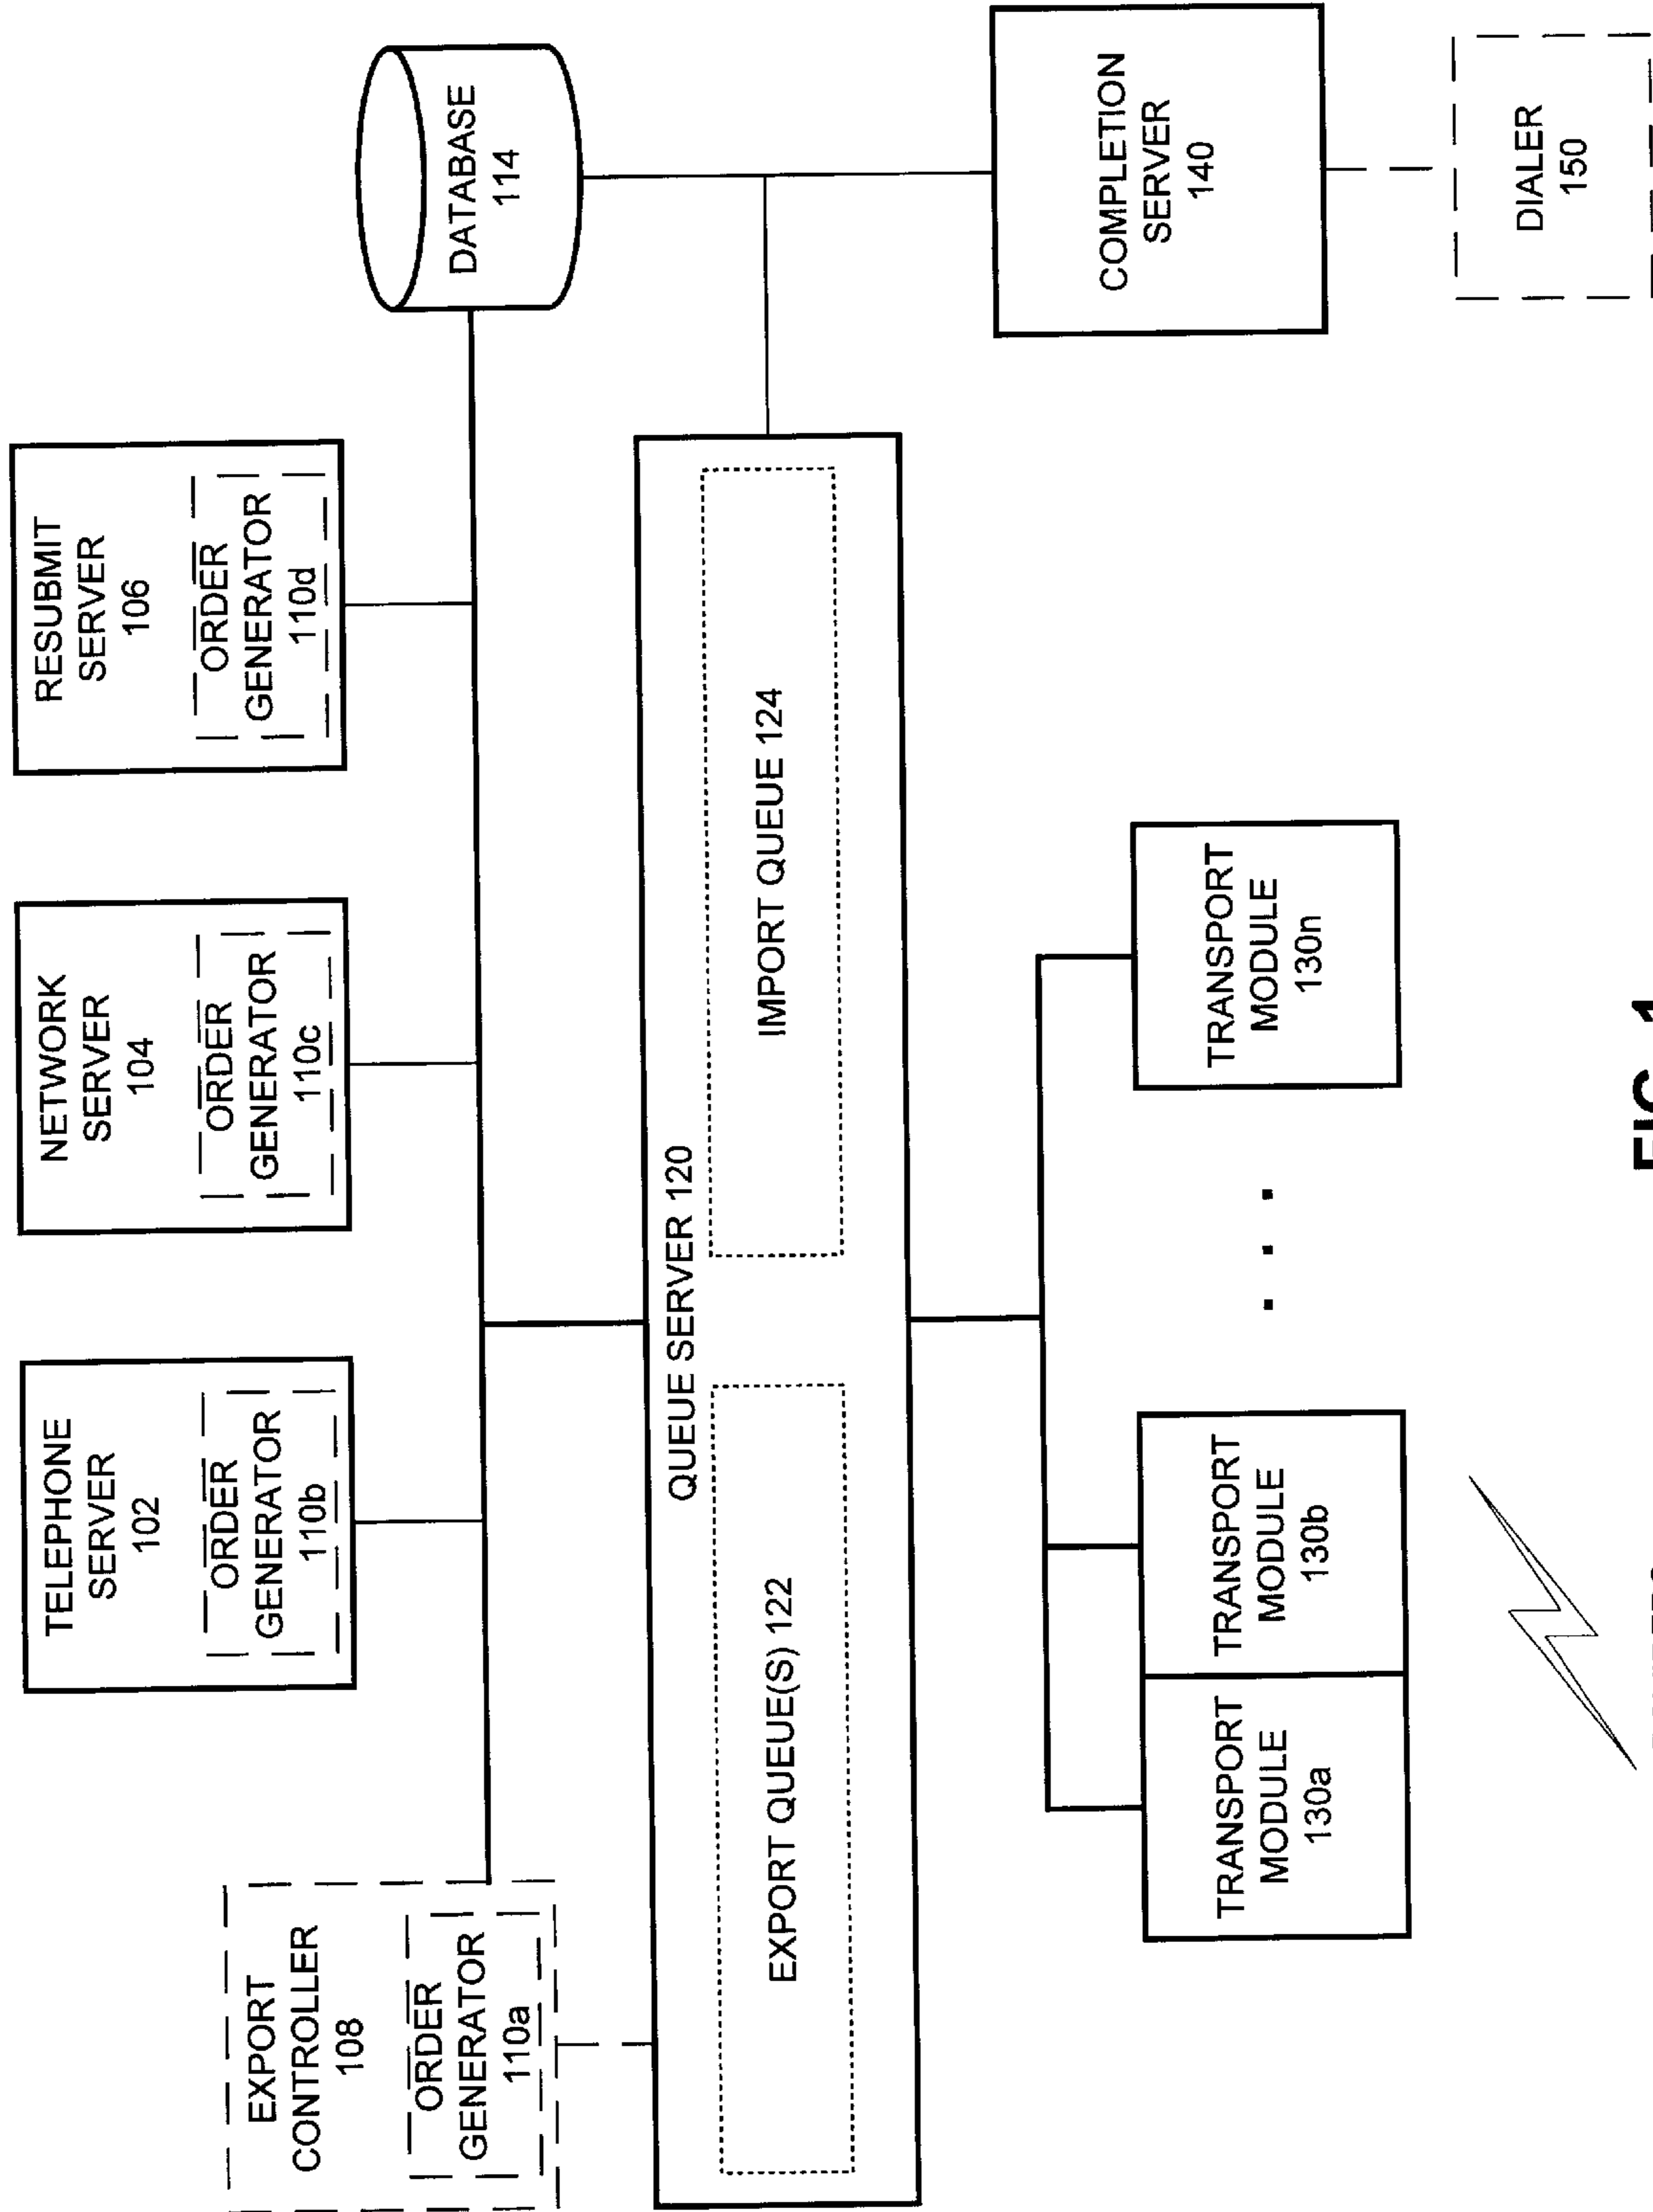 EXPORT
CONTROLLER
108
ORDER
GENERATOR
110a
TELEPHONE
SERVER
102
ORDER
GENERATOR
110b
NETWORK
SERVER
104
ORDER
GENERATOR
110c
RESUBMIT
SERVER
106
ORDER
GENERATOR
110d
DATABASE
114
QUEUE SERVER 120
EXPORT QUEUE(S) 122
IMPORT QUEUE 124
TRANSPORT
MODULE
130a
TRANSPORT
MODULE
130b
. . .
TRANSPORT
MODULE
130n
COMPLETION
SERVER
140
DIALER
150
FIG. 1